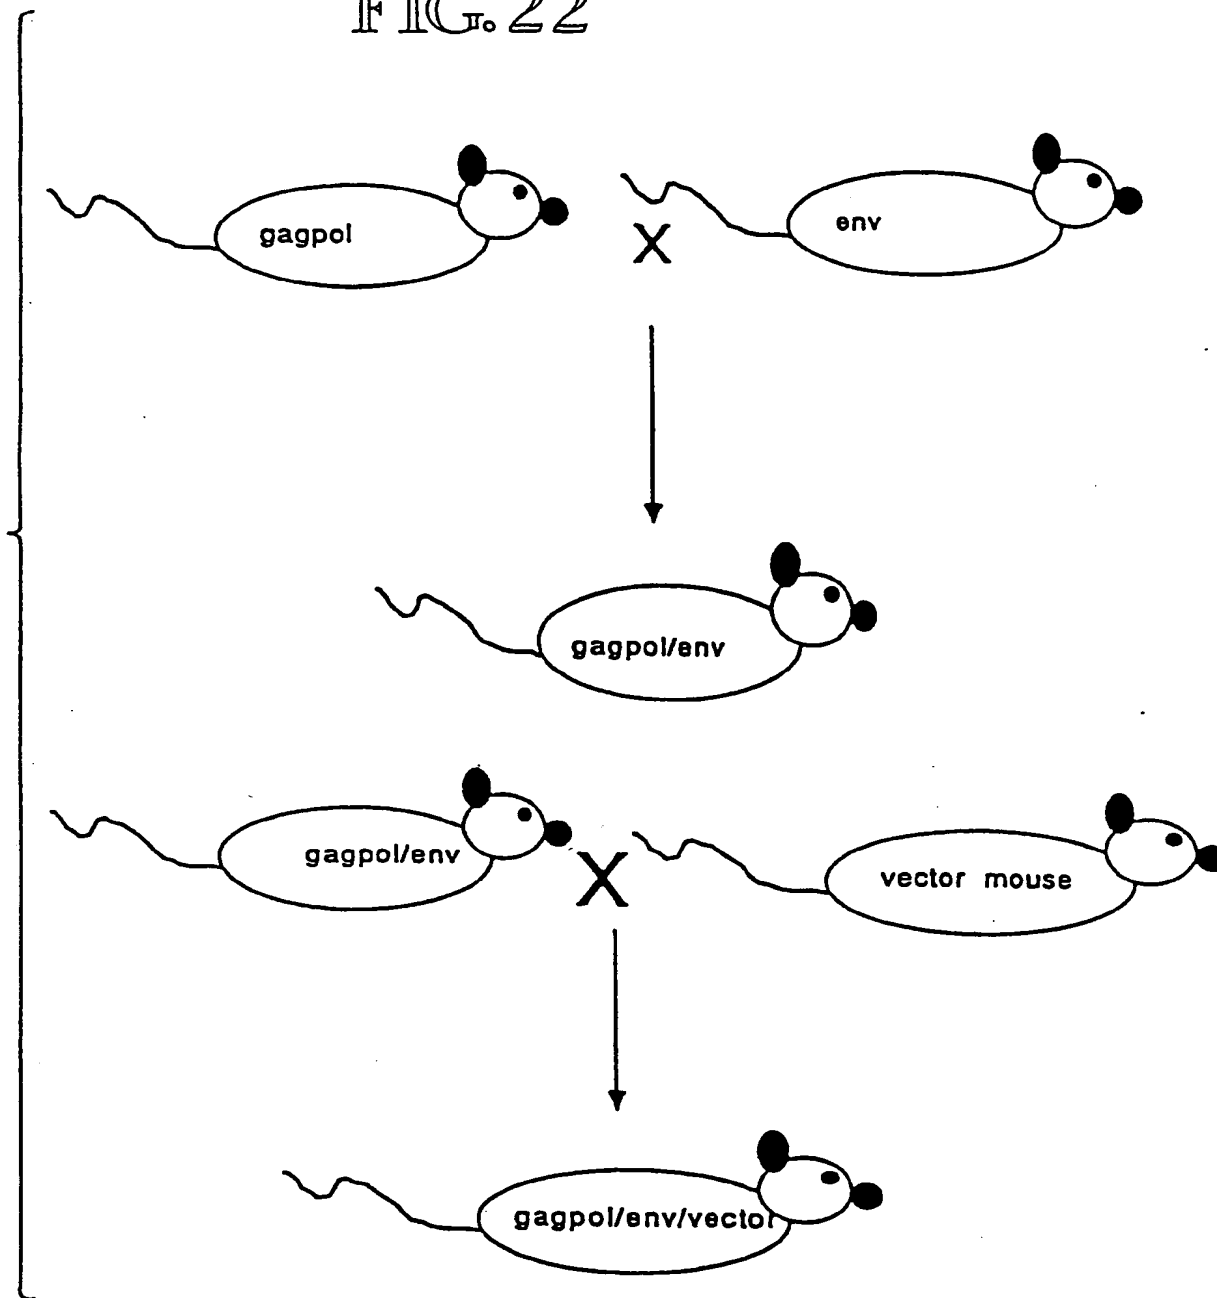 FIG. 22
gagpol
X
env
gagpol/env
gagpol/env
X
vector mouse
gagpol/env/vector